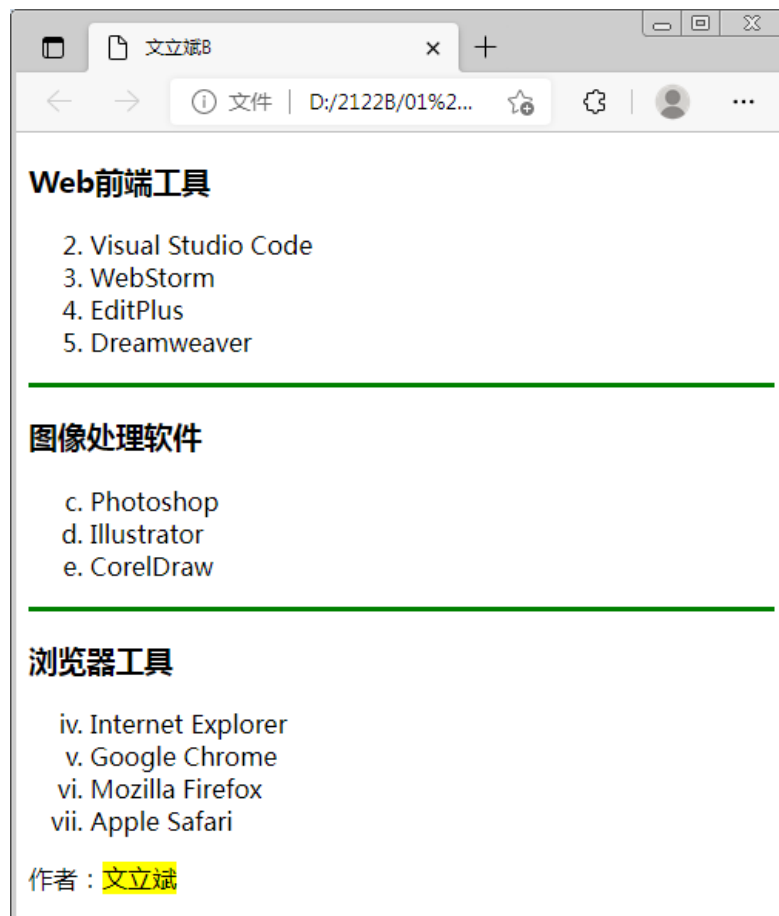 文立斌B
文件 D:/2122B/01%2...
Web前端工具
2. Visual Studio Code
3. WebStorm
4. EditPlus
5. Dreamweaver
图像处理软件
c. Photoshop
d. Illustrator
e. CorelDraw
浏览器工具
iv. Internet Explorer
v. Google Chrome
vi. Mozilla Firefox
vii. Apple Safari
作者：文立斌